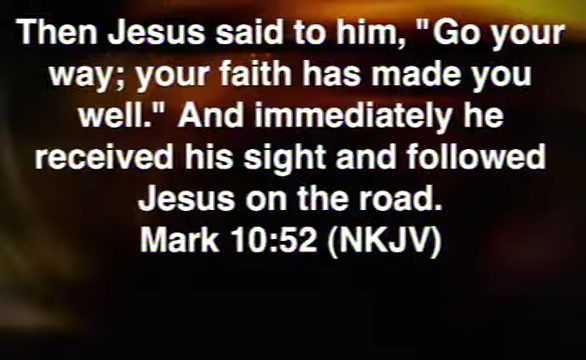 Then Jesus said to him, "Go your
way; your faith has made you
well." And immediately he
received his sight and followed
Jesus on the road.
Mark 10:52 (NKJV)